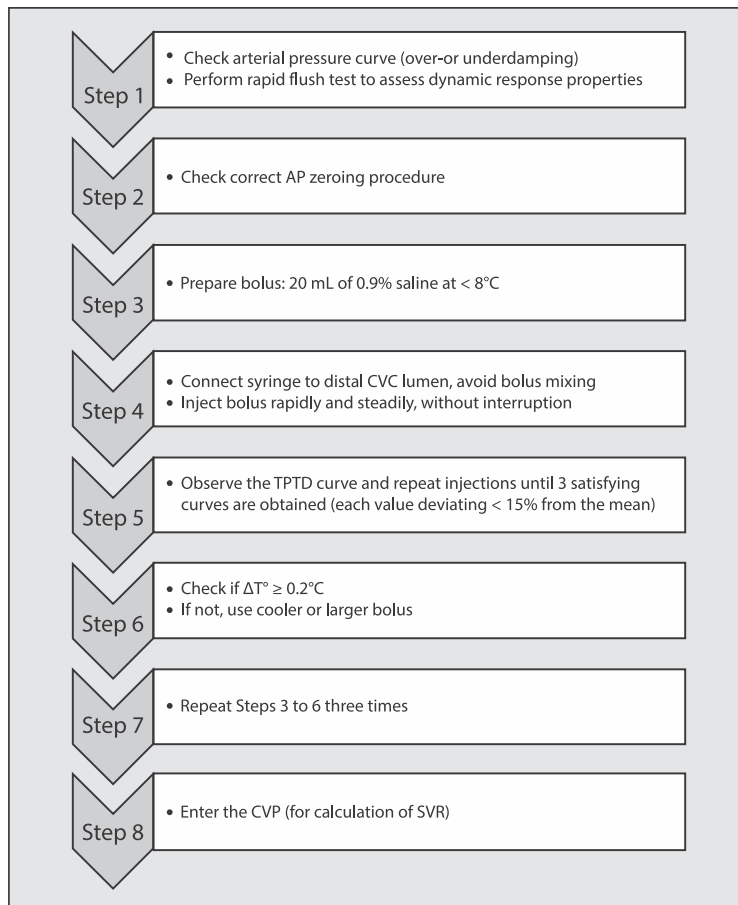 Step 1
• Check arterial pressure curve (over-or underdamping)
• Perform rapid flush test to assess dynamic response properties
Step 2
• Check correct AP zeroing procedure
Step 3
• Prepare bolus: 20 mL of 0.9% saline at < 8°C
Step 4
• Connect syringe to distal CVC lumen, avoid bolus mixing
• Inject bolus rapidly and steadily, without interruption
Step 5
• Observe the TPTD curve and repeat injections until 3 satisfying
curves are obtained (each value deviating < 15% from the mean)
Step 6
• Check if ΔT° ≥ 0.2°C
• If not, use cooler or larger bolus
Step 7
• Repeat Steps 3 to 6 three times
Step 8
• Enter the CVP (for calculation of SVR)